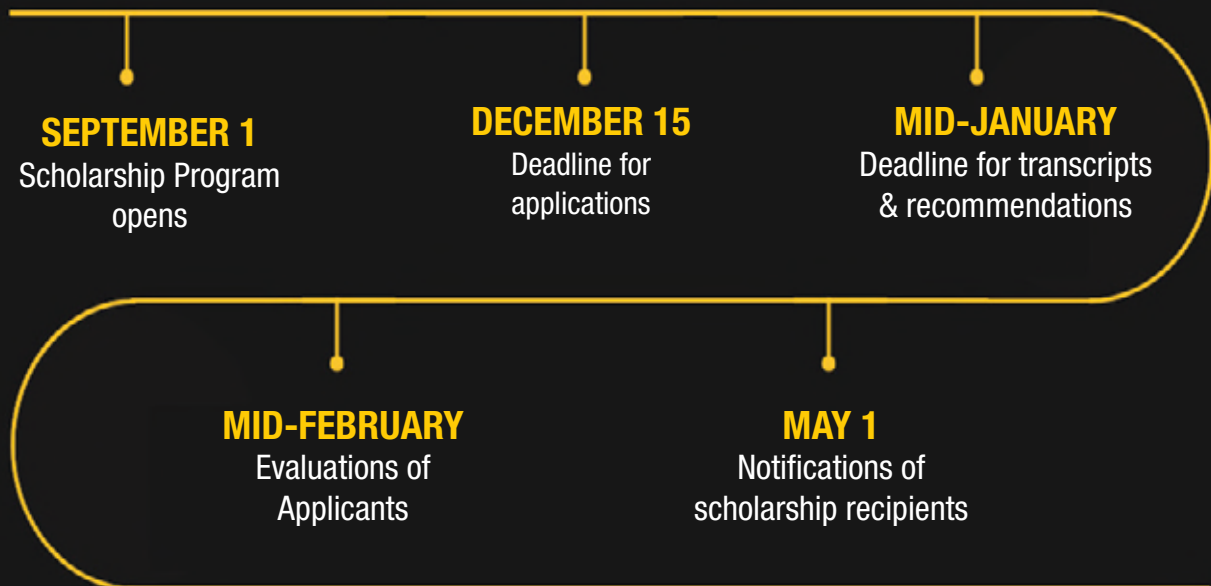 SEPTEMBER 1
Scholarship Program
opens
DECEMBER 15
Deadline for
applications
MID-JANUARY
Deadline for transcripts
& recommendations
MID-FEBRUARY
Evaluations of
Applicants
MAY 1
Notifications of
scholarship recipients